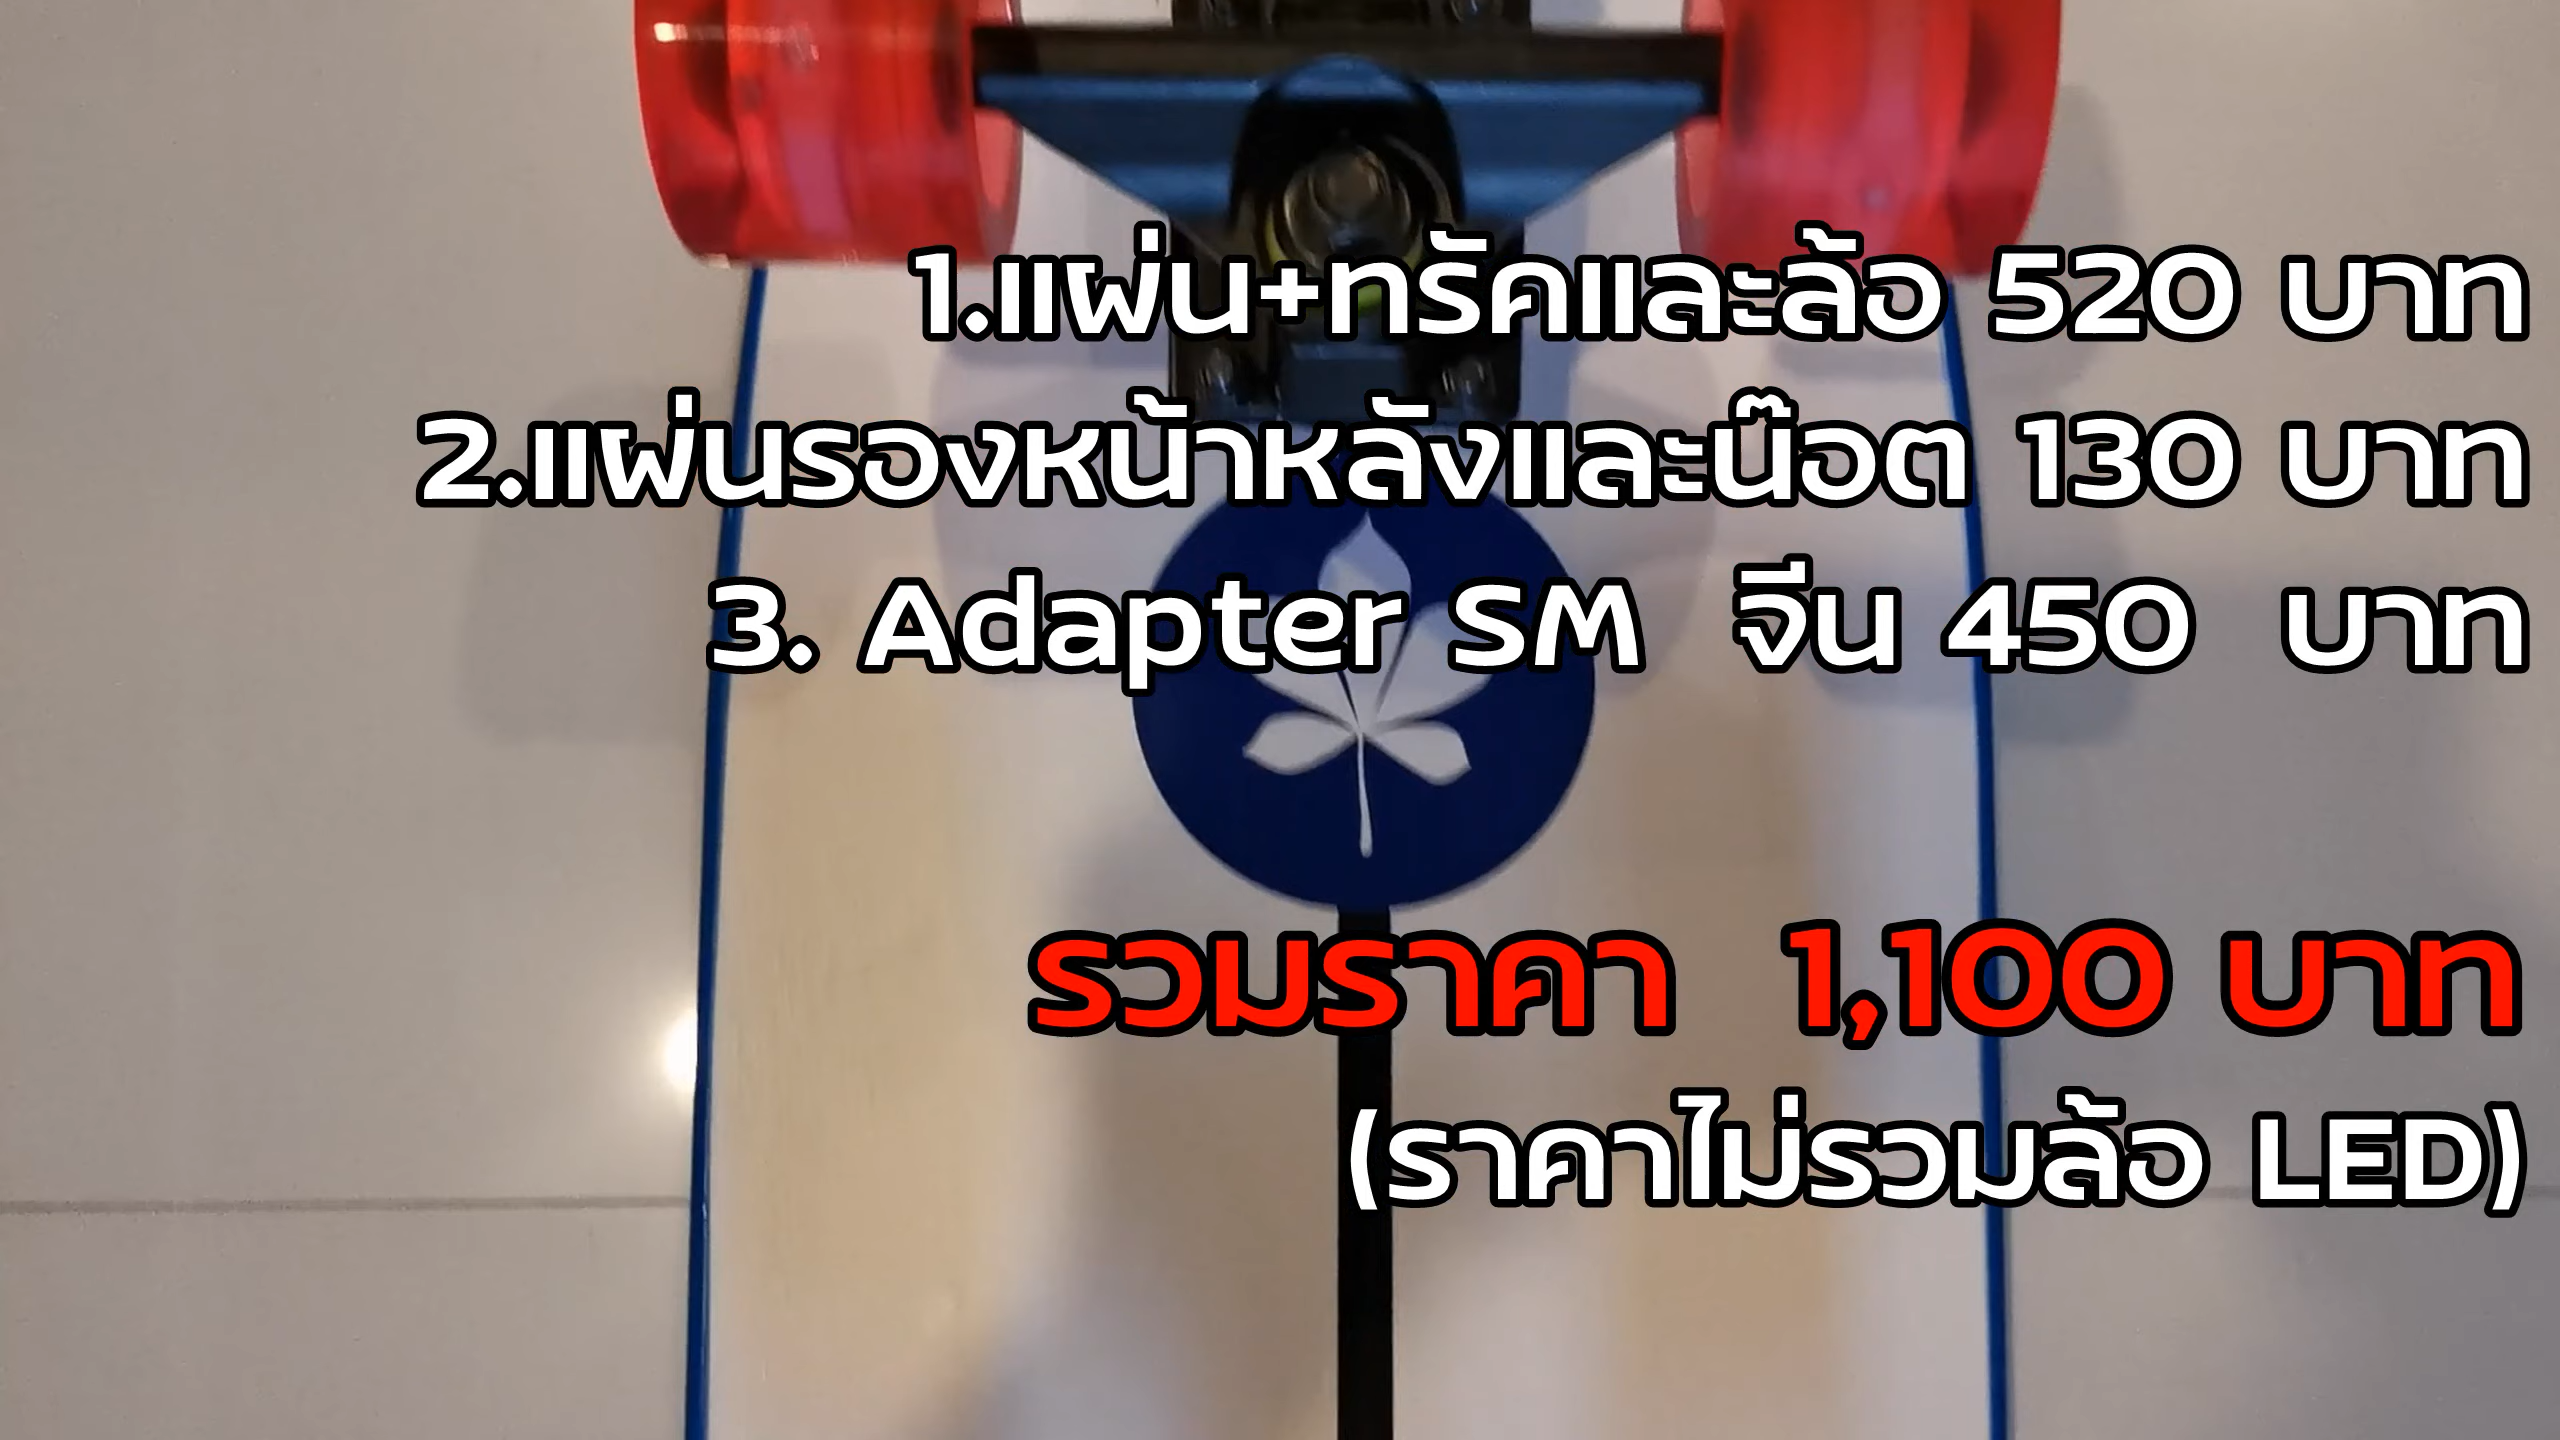 1.แผ่น+ทรัคและล้อ 520 บาท
2.แผ่นรองหน้าหลังและน๊อต 130 บาท
3. Adapter SM จีน 450 บาท
รวมราคา 1,100 บาท
(ราคาไม่รวมล้อ LED)